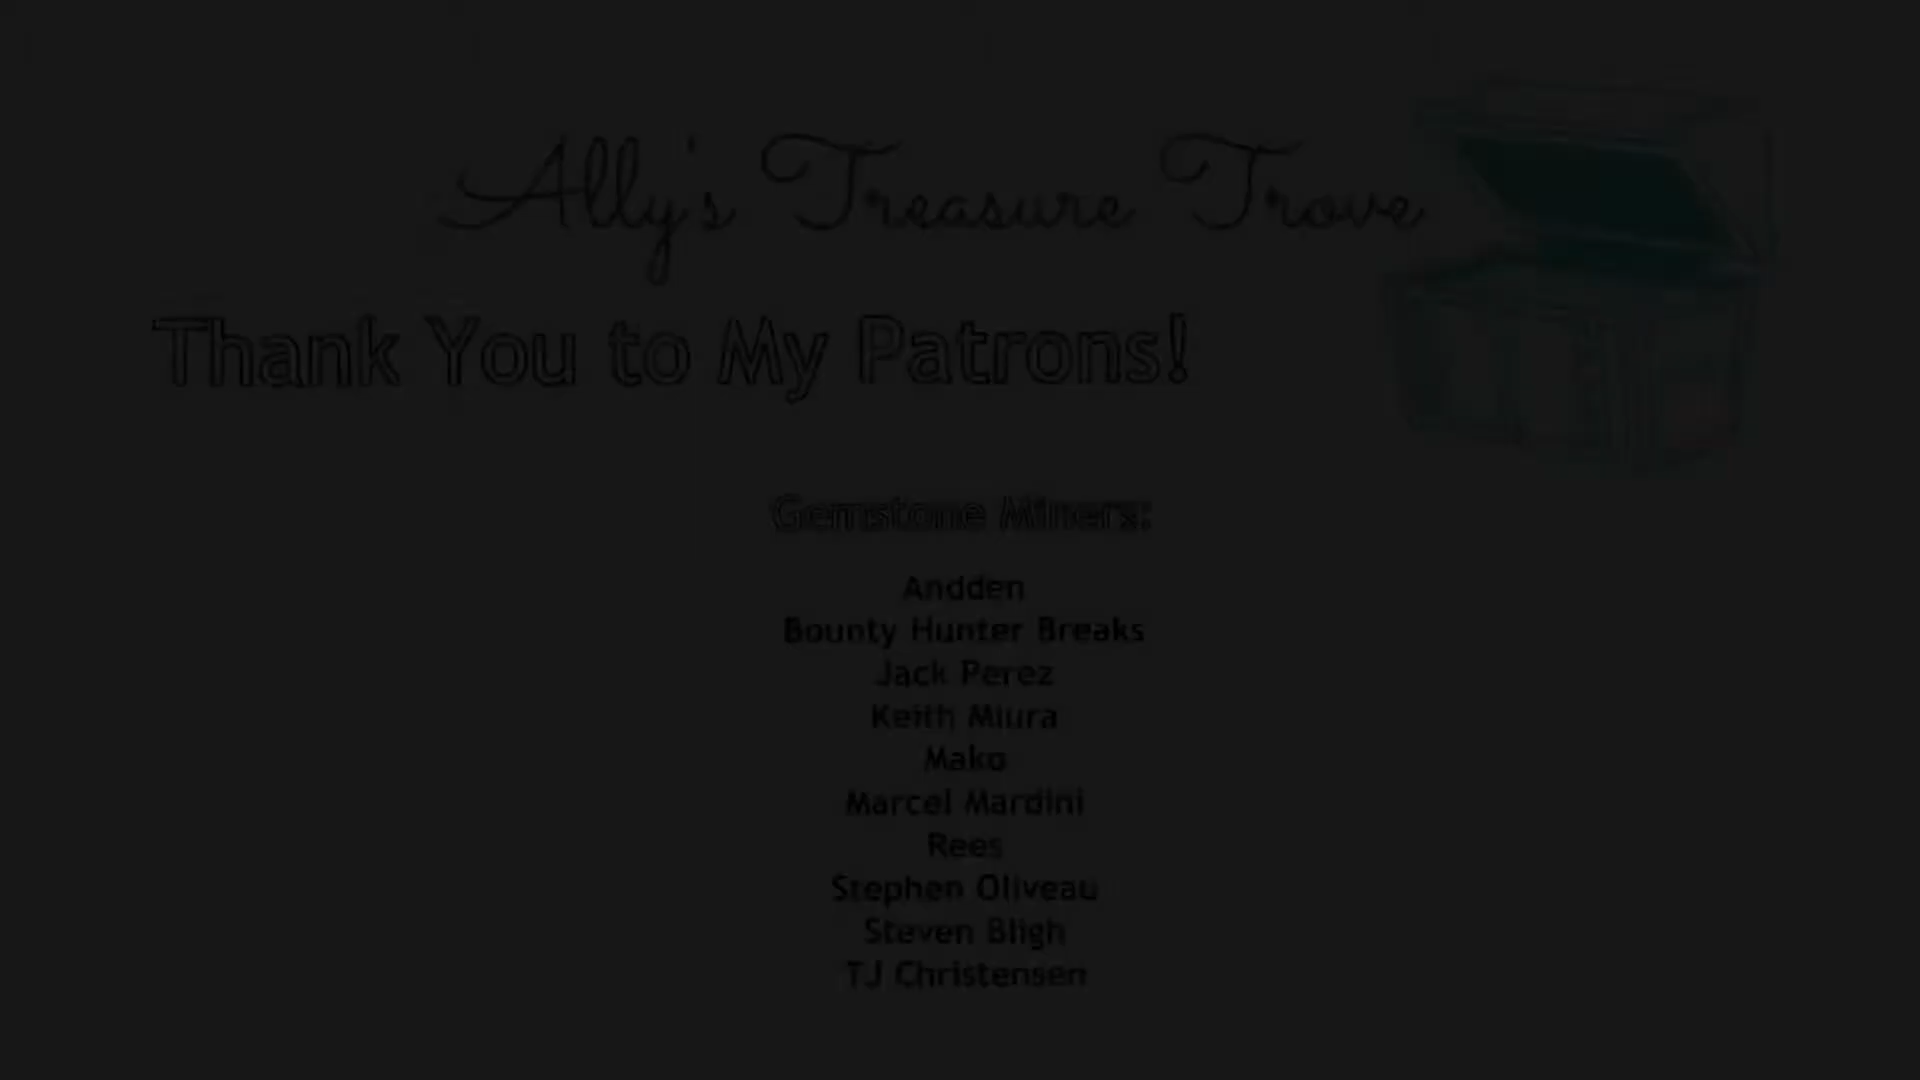 Ally's Treasure Trove
Thank You to My Patrons!
Gemstone Miners:
Andden
Bounty Hunter Breaks
Jack Perez
Keith Miura
Mako
Marcel Mardini
Rees
Stephen Oliveau
Steven Bligh
TJ Christensen